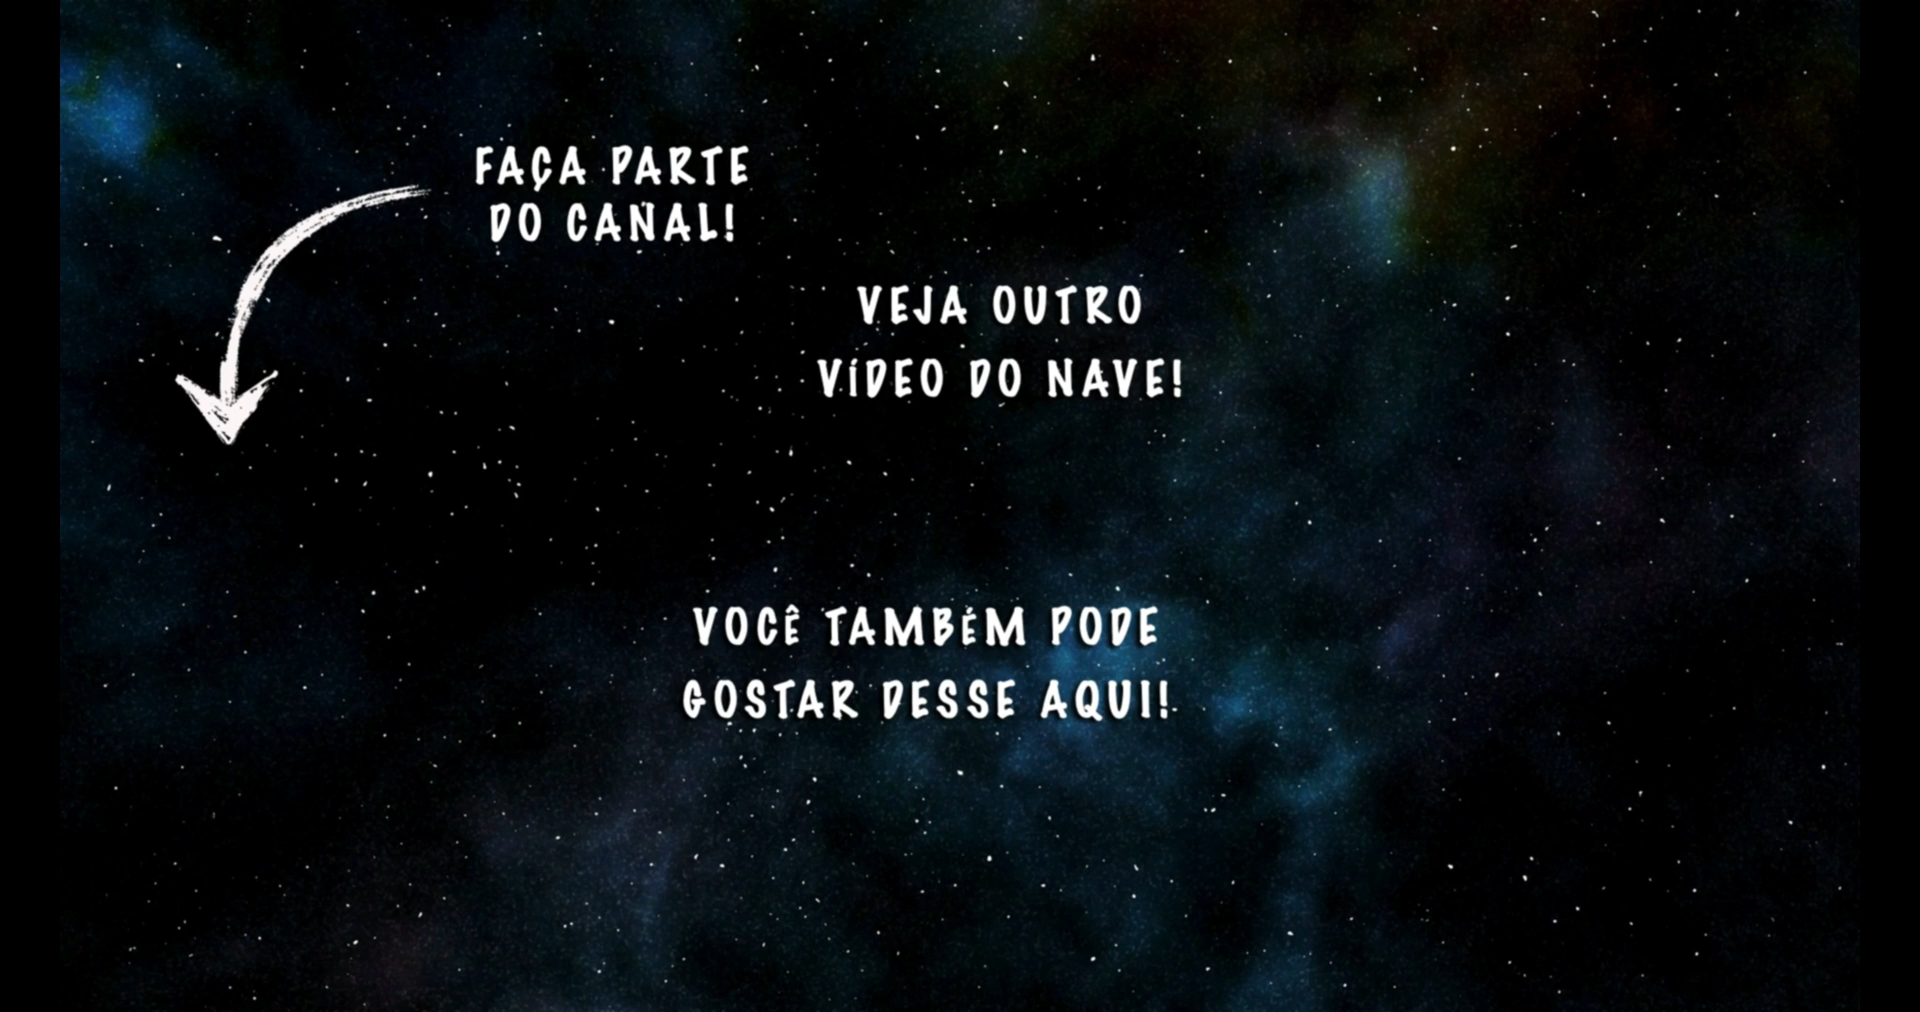 FAÇA PARTE
DO CANAL!
VEJA OUTRO
VÍDEO DO NAVE!
VOCÊ TAMBÉM PODE
GOSTAR DESSE AQUI!